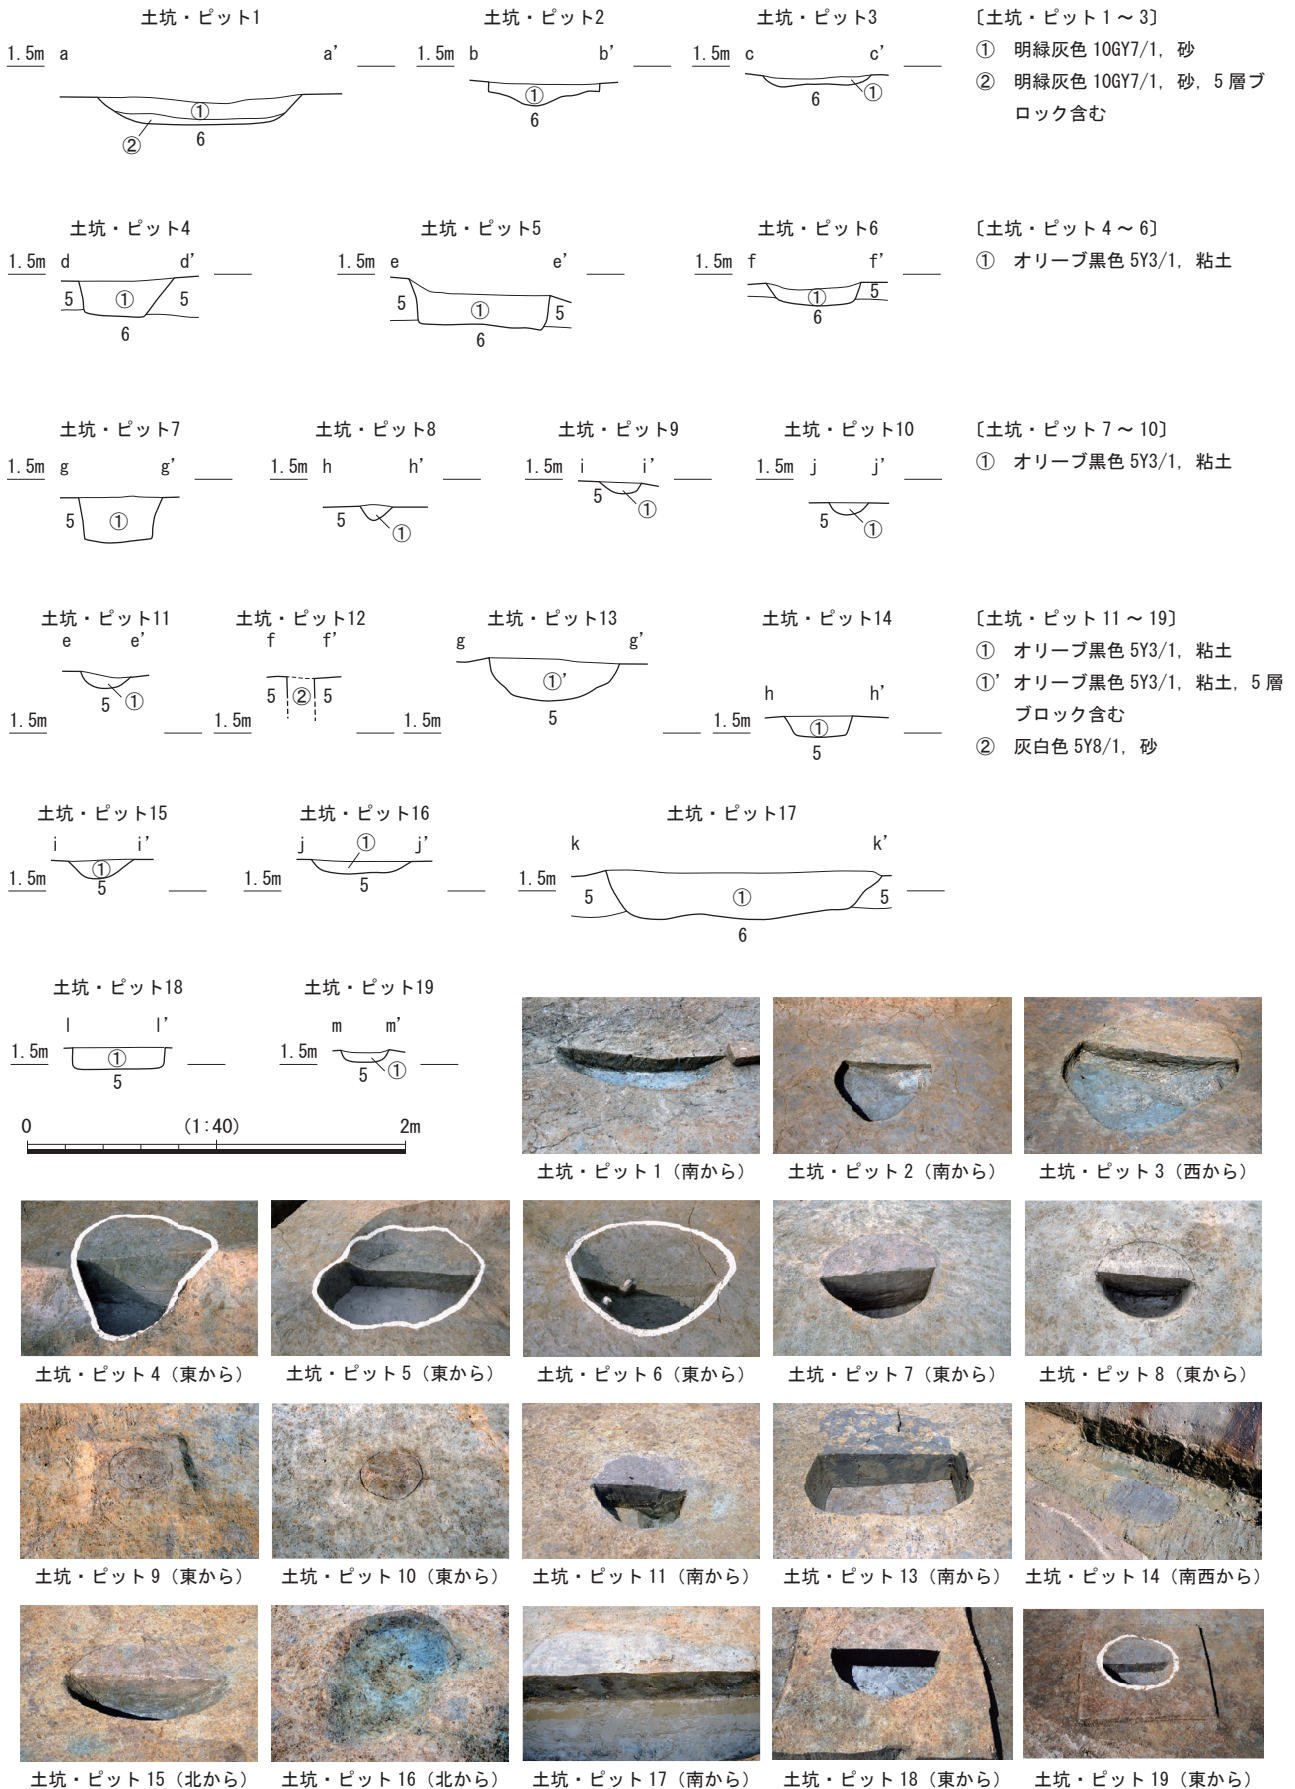 土坑・ピット1
1.5m a a’
①
②
6
土坑・ピット2
1.5m b b’
①
6
土坑・ピット3
1.5m c c’
6 ①
〔土坑・ピット 1 ～ 3〕
① 明緑灰色 10GY7/1, 砂
② 明緑灰色 10GY7/1, 砂, 5 層ブ
ロック含む
土坑・ピット4
1.5m d d’
5 ① 5
6
土坑・ピット5
1.5m e e’
5 ① 5
6
土坑・ピット6
1.5m f f’
① 5
6
〔土坑・ピット 4 ～ 6〕
① オリーブ黒色 5Y3/1, 粘土
土坑・ピット7
1.5m g g’
5 ①
土坑・ピット8
1.5m h h’
5 ①
土坑・ピット9
1.5m i i’
5 ①
土坑・ピット10
1.5m j j’
5 ①
〔土坑・ピット 7 ～ 10〕
① オリーブ黒色 5Y3/1, 粘土
土坑・ピット11
e e’
5 ①
1.5m
土坑・ピット12
f f’
5 ② 5
1.5m
土坑・ピット13
g g’
①’
5
1.5m
土坑・ピット14
h h’
1.5m ①
5
〔土坑・ピット 11 ～ 19〕
① オリーブ黒色 5Y3/1, 粘土
①’ オリーブ黒色 5Y3/1, 粘土, 5 層
ブロック含む
② 灰白色 5Y8/1, 砂
土坑・ピット15
i i’
1.5m ①
5
土坑・ピット16
j ① j’
1.5m 5
土坑・ピット17
k k’
1.5m 5 ① 5
6
土坑・ピット18
l l’
1.5m ①
5
土坑・ピット19
m m’
1.5m
5 ①
0 (1:40) 2m
土坑・ピット 1（南から）
土坑・ピット 2（南から）
土坑・ピット 3（西から）
土坑・ピット 4（東から）
土坑・ピット 5（東から）
土坑・ピット 6（東から）
土坑・ピット 7（東から）
土坑・ピット 8（東から）
土坑・ピット 9（東から）
土坑・ピット 10（東から）
土坑・ピット 11（南から）
土坑・ピット 13（南から）
土坑・ピット 14（南西から）
土坑・ピット 15（北から）
土坑・ピット 16（北から）
土坑・ピット 17（南から）
土坑・ピット 18（東から）
土坑・ピット 19（東から）